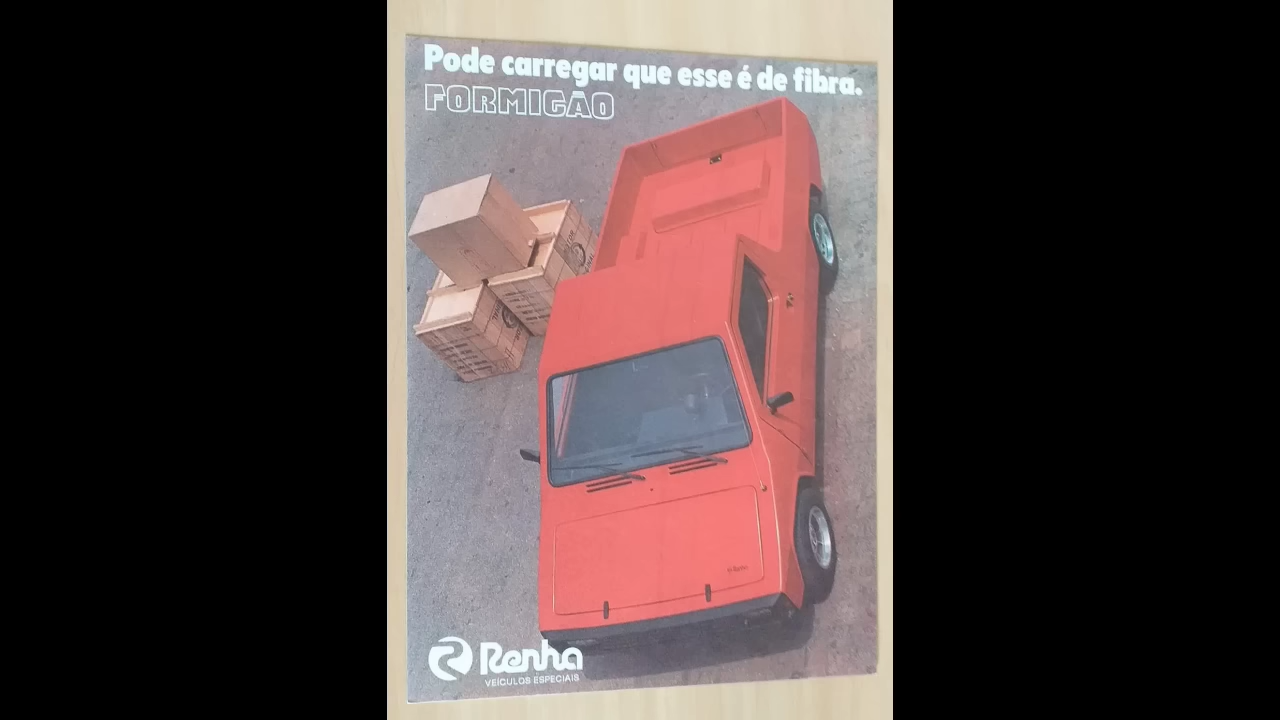 Pode carregar que esse é de fibra.
FORMIGÃO
Renha
VEÍCULOS ESPECIAIS